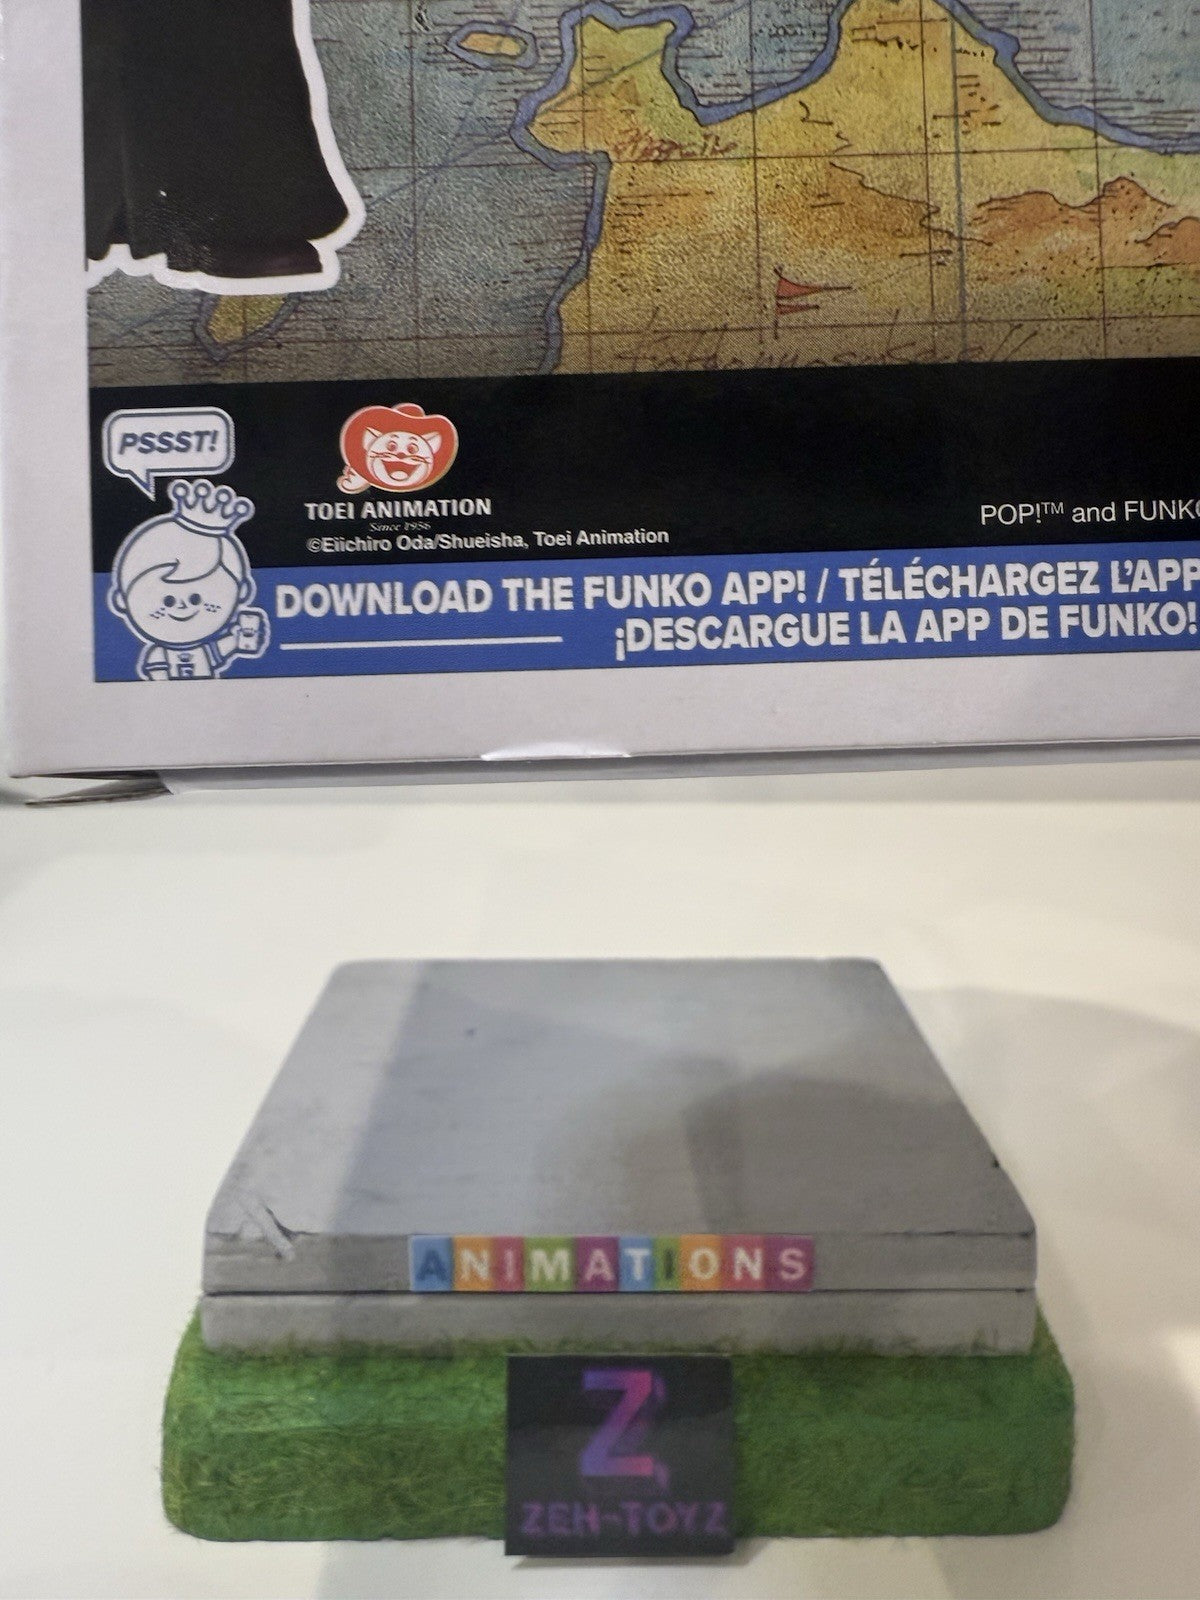 PSSST!
TOEI ANIMATION
Since 1956
©Eiichiro Oda/Shueisha, Toei Animation
POP!™ and FUNKO
DOWNLOAD THE FUNKO APP! / TÉLÉCHARGEZ L'APP
¡DESCARGUE LA APP DE FUNKO!
ANIMATIONS
Z
ZEH-TOYZ